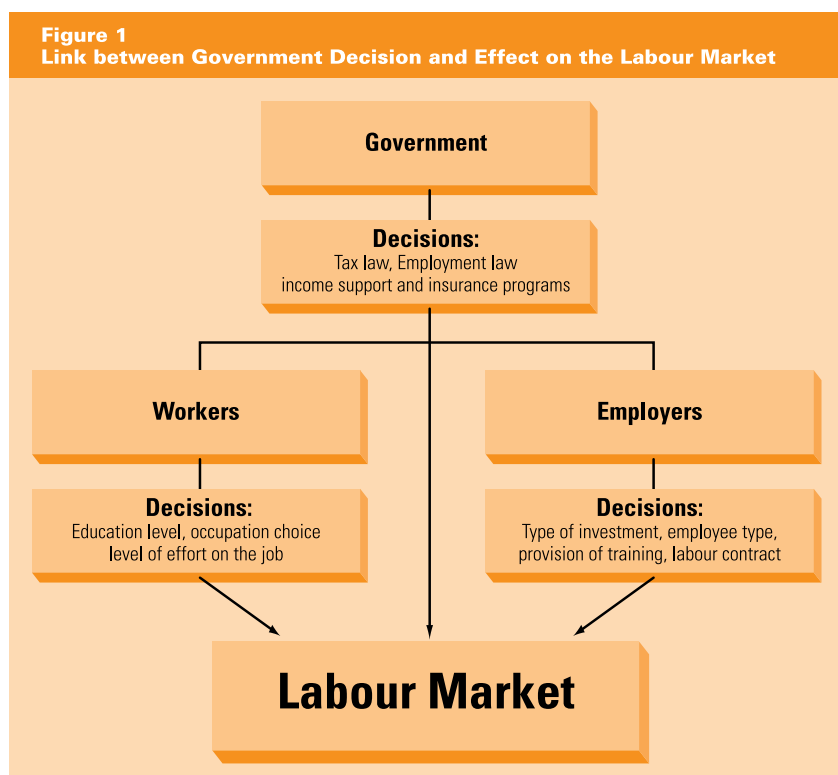 Figure 1
Link between Government Decision and Effect on the Labour Market
Government
Decisions:
Tax law, Employment law
income support and insurance programs
Workers
Employers
Decisions:
Education level, occupation choice
level of effort on the job
Decisions:
Type of investment, employee type,
provision of training, labour contract
Labour Market